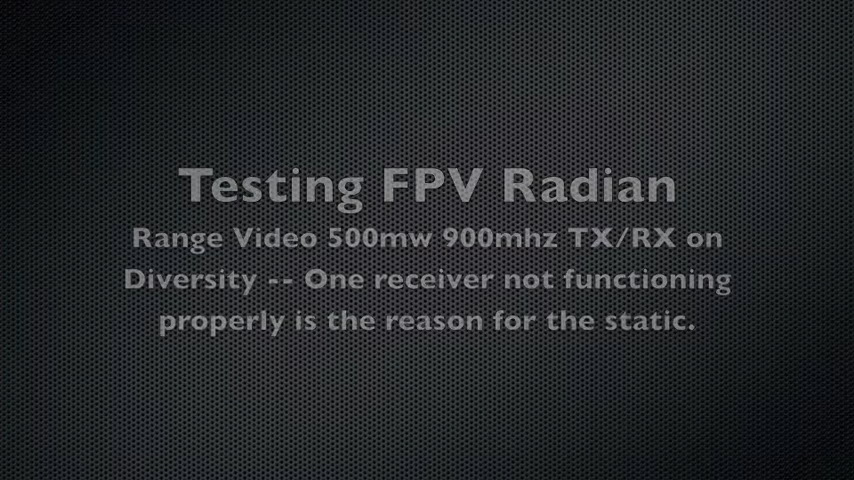 Testing FPV Radian
Range Video 500mw 900mhz TX/RX on
Diversity -- One receiver not functioning
properly is the reason for the static.